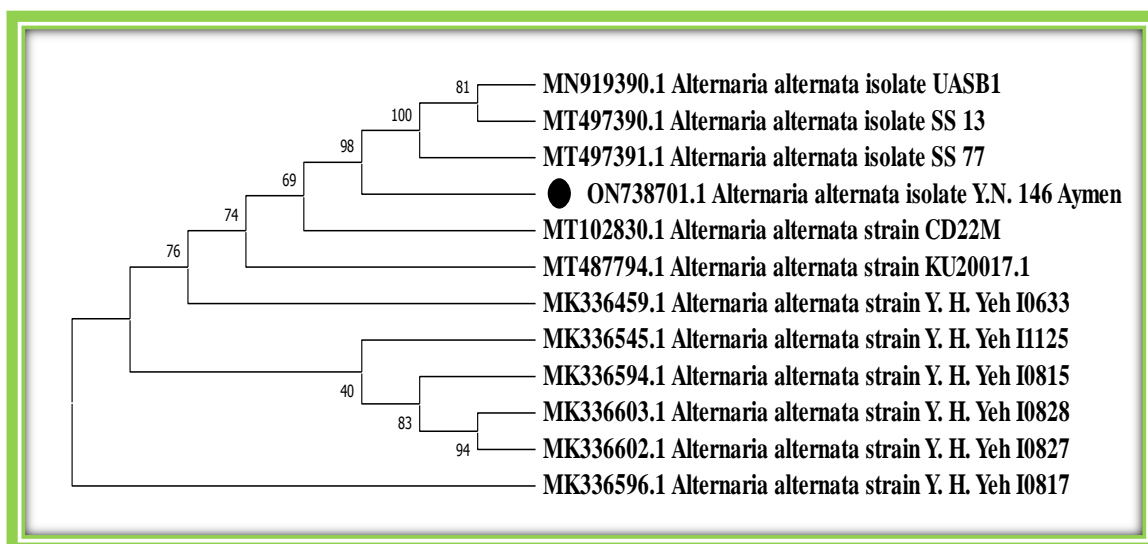 81
MN919390.1 Alternaria alternata isolate UASB1
100
MT497390.1 Alternaria alternata isolate SS 13
98
MT497391.1 Alternaria alternata isolate SS 77
69
ON738701.1 Alternaria alternata isolate Y.N. 146 Aymen
74
MT102830.1 Alternaria alternata strain CD22M
76
MT487794.1 Alternaria alternata strain KU20017.1
MK336459.1 Alternaria alternata strain Y. H. Yeh I0633
MK336545.1 Alternaria alternata strain Y. H. Yeh I1125
40
MK336594.1 Alternaria alternata strain Y. H. Yeh I0815
83
MK336603.1 Alternaria alternata strain Y. H. Yeh I0828
94
MK336602.1 Alternaria alternata strain Y. H. Yeh I0827
MK336596.1 Alternaria alternata strain Y. H. Yeh I0817